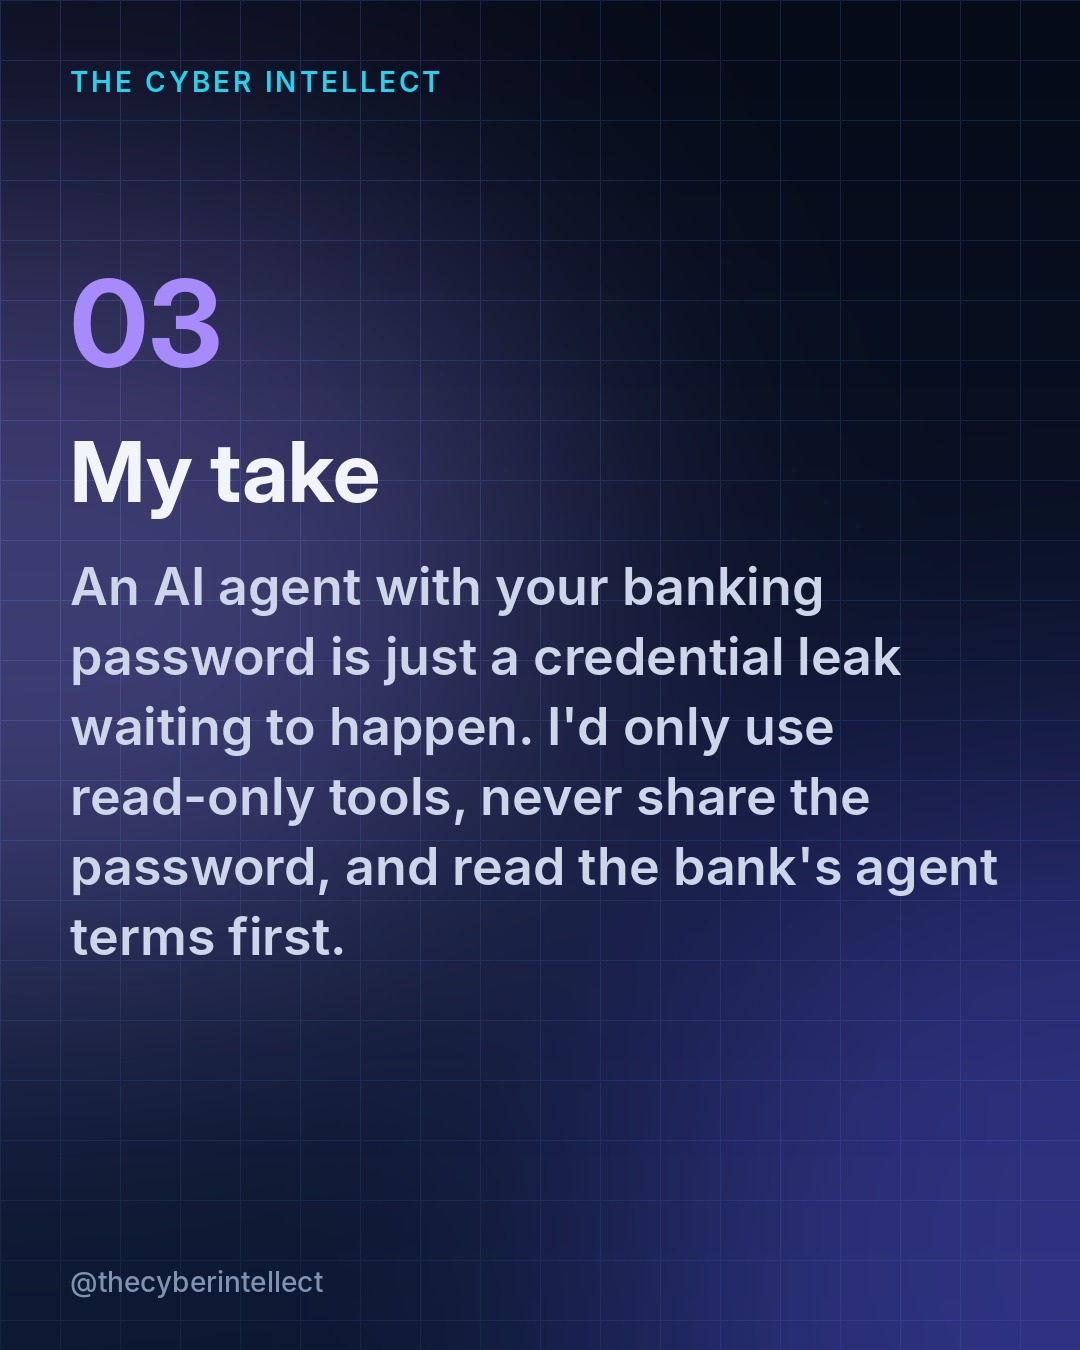 THE CYBER INTELLECT
03
My take
An AI agent with your banking
password is just a credential leak
waiting to happen. I'd only use
read-only tools, never share the
password, and read the bank's agent
terms first.
@thecyberintellect